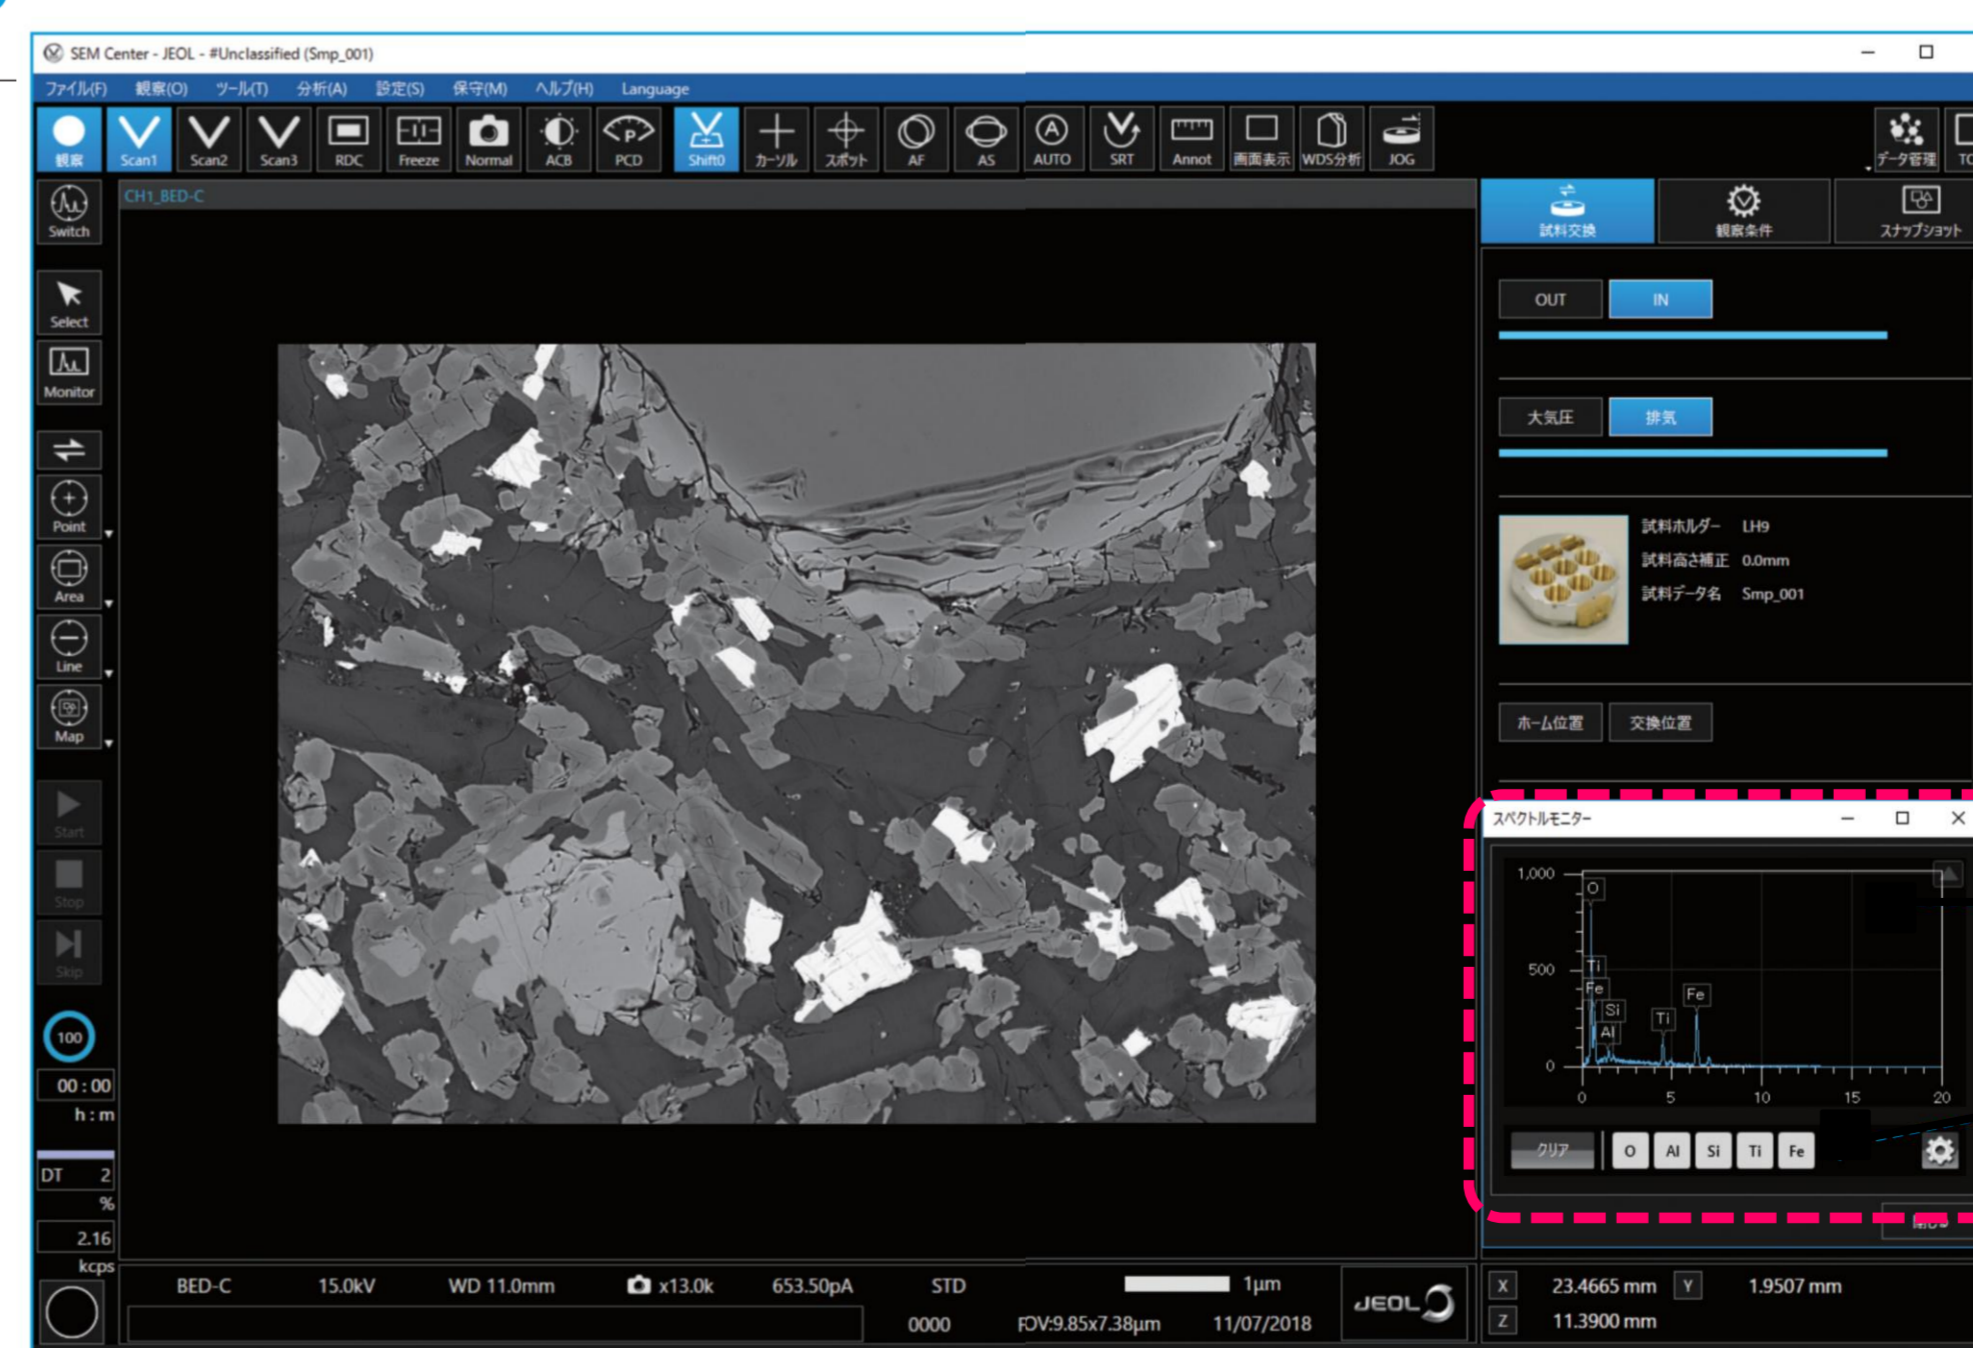 SEM Center - JEOL - #Unclassified (Smp_001)
ファイル(F) 観察(O) ツール(T) 分析(A) 設定(S) 保守(M) ヘルプ(H) Language
観察 Scan1 Scan2 Scan3 RDC Freeze Normal ACB PCD Shift0 カーソル スポット AF AS AUTO SRT Annot 画面表示 WDS分析 JOG データ管理
Switch
CH1_BED-C
試料交換 観察条件 スナップショット
Select
OUT IN
Monitor
大気圧 排気
Point
試料ホルダー LH9
試料高さ補正 0.0mm
試料データ名 Smp_001
Area
Line
Map
ホーム位置 交換位置
Start
Stop
Skip
スペクトルモニター
1,000
O
500
Ti
Fe
Si
Al
Ti
Fe
0
0 5 10 15 20
クリア O Al Si Ti Fe
100
00 : 00
h : m
DT 2
%
2.16
kcps
BED-C 15.0kV WD 11.0mm x13.0k 653.50pA STD 1μm
0000 FOV:9.85x7.38μm 11/07/2018
JEOL
X 23.4665 mm Y 1.9507 mm
Z 11.3900 mm